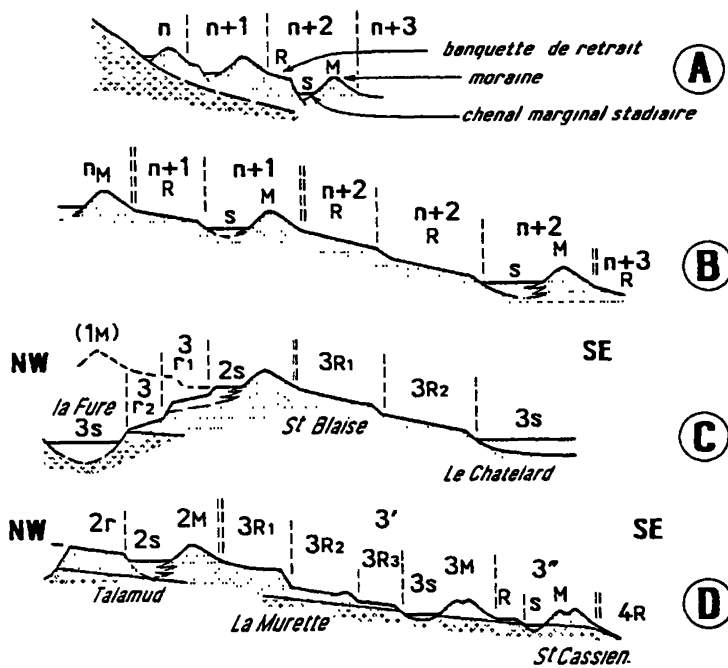 n n+1 n+2 n+3
R banquette de retrait
S M moraine
chenal marginal stadiaire
A
nM n+1 R n+1 n+2 R n+2 R n+2 n+3 R
S M S M
B
NW (1M) 3 r1 3 r2 2s 3R1 3R2 SE
la Fure
3s St Blaise 3s
Le Chatelard
C
NW 2r 2s 2M 3R1 3' SE
3R2 3R3 3s 3M R 3" S M 4R
Talamud
La Murette
St Cassien.
D